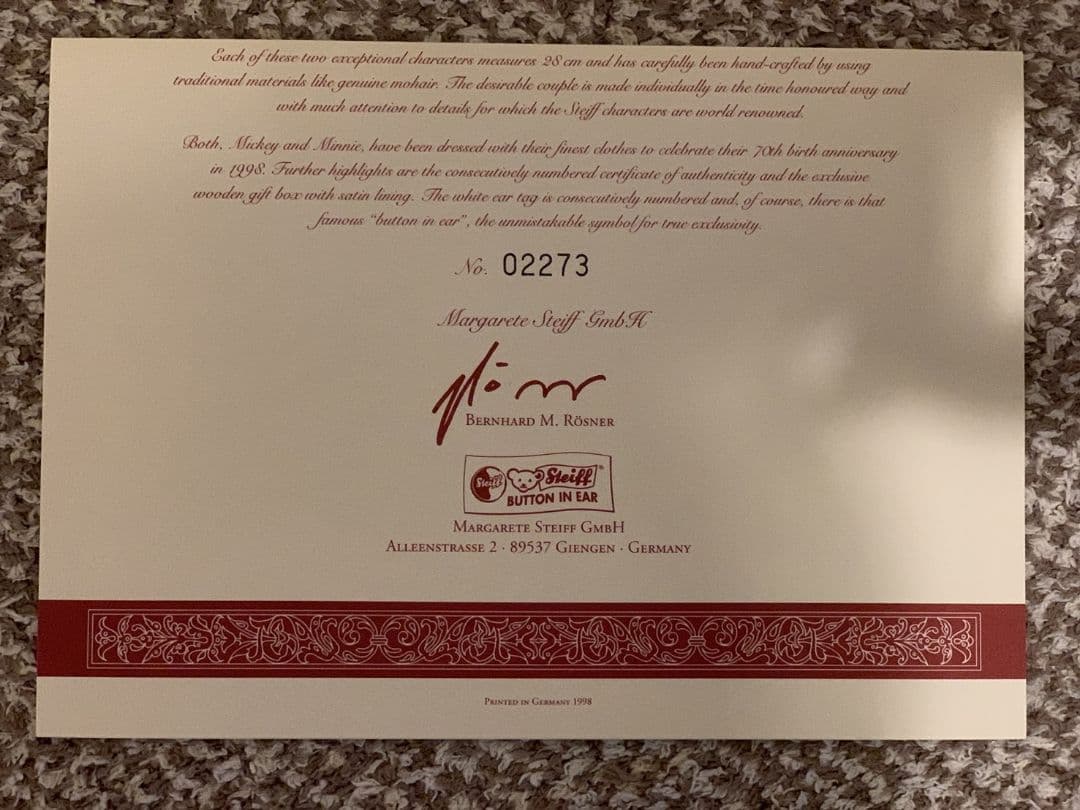 Each of these two exceptional characters measures 28 cm and has carefully been hand-crafted by using
traditional materials like genuine mohair. The desirable couple is made individually in the time honoured way and
with much attention to details for which the Steiff characters are world renowned.
Both, Mickey and Minnie, have been dressed with their finest clothes to celebrate their 70th birth anniversary
in 1998. Further highlights are the consecutively numbered certificate of authenticity and the exclusive
wooden gift box with satin lining. The white ear tag is consecutively numbered and, of course, there is that
famous "button in ear", the unmistakable symbol for true exclusivity.
No. 02273
Margarete Steiff GmbH
Bernhard M. Rösner
Steiff Steiff®
BUTTON IN EAR
Margarete Steiff GmbH
Alleenstrasse 2 · 89537 Giengen · Germany
Printed in Germany 1998